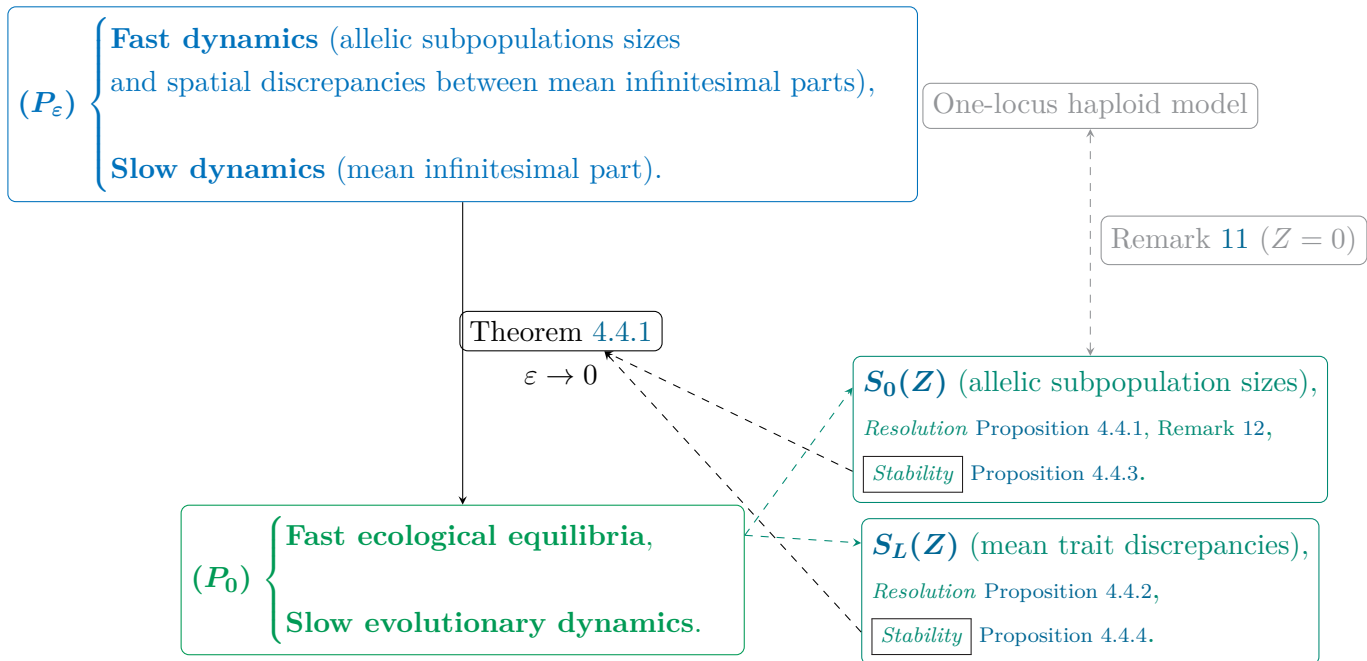 Fast dynamics (allelic subpopulations sizes
and spatial discrepancies between mean infinitesimal parts),
(P_ε)
Slow dynamics (mean infinitesimal part).
One-locus haploid model
Remark 11 (Z = 0)
Theorem 4.4.1
ε → 0
S_0(Z) (allelic subpopulation sizes),
Resolution Proposition 4.4.1, Remark 12,
Stability Proposition 4.4.3.
Fast ecological equilibria,
(P_0)
Slow evolutionary dynamics.
S_L(Z) (mean trait discrepancies),
Resolution Proposition 4.4.2,
Stability Proposition 4.4.4.